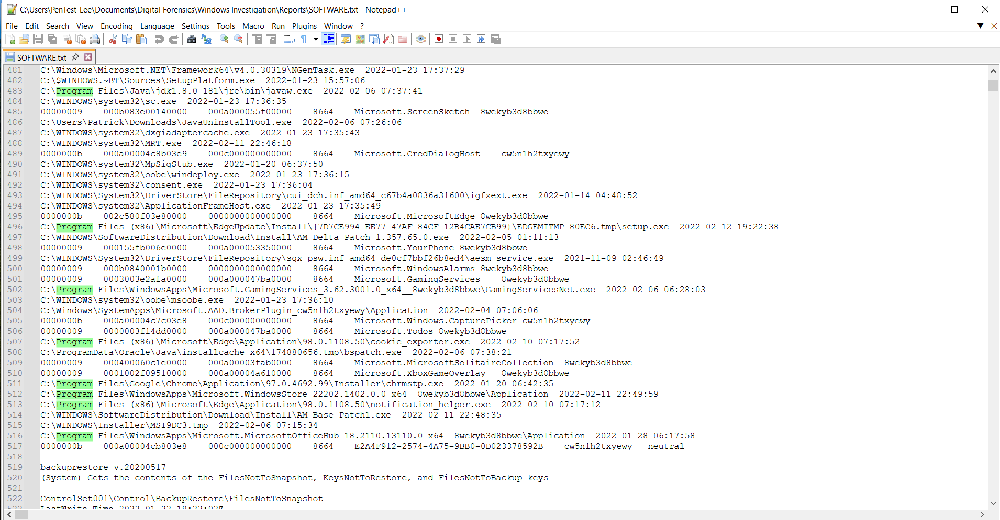 C:\Users\PenTest-Lee\Documents\Digital Forensics\Windows Investigation\Reports\SOFTWARE.txt - Notepad++
File Edit Search View Encoding Language Settings Tools Macro Run Plugins Window ?
SOFTWARE.txt
481 C:\Windows\Microsoft.NET\Framework64\v4.0.30319\NGenTask.exe 2022-01-23 17:37:29
482 C:\$WINDOWS.~BT\Sources\SetupPlatform.exe 2022-01-23 15:57:06
483 C:\Program Files\Java\jdk1.8.0_181\jre\bin\javaw.exe 2022-02-06 07:37:41
484 C:\WINDOWS\system32\sc.exe 2022-01-23 17:36:35
485 00000009 000b083e00140000 000a000055f00000 8664 Microsoft.ScreenSketch 8wekyb3d8bbwe
486 C:\Users\Patrick\Downloads\JavaUninstallTool.exe 2022-02-06 07:26:06
487 C:\WINDOWS\system32\dxgiadaptercache.exe 2022-01-23 17:35:43
488 C:\WINDOWS\system32\MRT.exe 2022-02-11 22:46:18
489 0000000b 000a00004c8b03e9 000c000000000000 8664 Microsoft.CredDialogHost cw5n1h2txyewy
490 C:\WINDOWS\system32\MpSigStub.exe 2022-01-20 06:37:50
491 C:\WINDOWS\system32\oobe\windeploy.exe 2022-01-23 17:36:15
492 C:\WINDOWS\system32\consent.exe 2022-01-23 17:36:04
493 C:\WINDOWS\System32\DriverStore\FileRepository\cui_dch.inf_amd64_c67b4a0836a31600\igfxext.exe 2022-01-14 04:48:52
494 C:\WINDOWS\system32\ApplicationFrameHost.exe 2022-01-23 17:35:49
495 0000000b 002c580f03e80000 0000000000000000 8664 Microsoft.MicrosoftEdge 8wekyb3d8bbwe
496 C:\Program Files (x86)\Microsoft\EdgeUpdate\Install\{7D7CE994-EE77-47AF-84CF-12B4CAE7CB99}\EDGEMITMP_80EC6.tmp\setup.exe 2022-02-12 19:22:38
497 C:\WINDOWS\SoftwareDistribution\Download\Install\AM_Delta_Patch_1.357.65.0.exe 2022-02-05 01:11:13
498 00000009 000155fb006e0000 000a000053350000 8664 Microsoft.YourPhone 8wekyb3d8bbwe
499 C:\WINDOWS\System32\DriverStore\FileRepository\sgx_psw.inf_amd64_de0cf7bbf26b8ed4\aesm_service.exe 2021-11-09 02:46:49
500 00000009 000b0840001b0000 0000000000000000 8664 Microsoft.WindowsAlarms 8wekyb3d8bbwe
501 00000009 0003003e2afa0000 000a000047ba0000 8664 Microsoft.GamingServices 8wekyb3d8bbwe
502 C:\Program Files\WindowsApps\Microsoft.GamingServices_3.62.3001.0_x64__8wekyb3d8bbwe\GamingServicesNet.exe 2022-02-06 06:28:03
503 C:\WINDOWS\system32\oobe\msoobe.exe 2022-01-23 17:36:10
504 C:\Windows\SystemApps\Microsoft.AAD.BrokerPlugin_cw5n1h2txyewy\Application 2022-02-04 07:06:06
505 0000000b 000a00004c7c03e8 000c000000000000 8664 Microsoft.Windows.CapturePicker cw5n1h2txyewy
506 00000009 0000003f14dd0000 000a000047ba0000 8664 Microsoft.Todos 8wekyb3d8bbwe
507 C:\Program Files (x86)\Microsoft\Edge\Application\98.0.1108.50\cookie_exporter.exe 2022-02-10 07:17:52
508 C:\ProgramData\Oracle\Java\installcache_x64\174880656.tmp\bspatch.exe 2022-02-06 07:38:21
509 00000009 000400060c1e0000 000a00003fab0000 8664 Microsoft.MicrosoftSolitaireCollection 8wekyb3d8bbwe
510 00000009 0001002f09510000 000a00004a610000 8664 Microsoft.XboxGameOverlay 8wekyb3d8bbwe
511 C:\Program Files\Google\Chrome\Application\97.0.4692.99\Installer\chrmstp.exe 2022-01-20 06:42:35
512 C:\Program Files\WindowsApps\Microsoft.WindowsStore_22202.1402.0.0_x64__8wekyb3d8bbwe\Application 2022-02-11 22:49:59
513 C:\Program Files (x86)\Microsoft\Edge\Application\98.0.1108.50\notification_helper.exe 2022-02-10 07:17:12
514 C:\WINDOWS\SoftwareDistribution\Download\Install\AM_Base_Patch1.exe 2022-02-11 22:48:35
515 C:\WINDOWS\Installer\MSI9DC3.tmp 2022-02-06 07:15:34
516 C:\Program Files\WindowsApps\Microsoft.MicrosoftOfficeHub_18.2110.13110.0_x64__8wekyb3d8bbwe\Application 2022-01-28 06:17:58
517 0000000b 000a00004cb803e8 000c000000000000 8664 E2A4F912-2574-4A75-9BB0-0D023378592B cw5n1h2txyewy neutral
518 ----------------------------------------
519 backuprestore v.20200517
520 (System) Gets the contents of the FilesNotToSnapshot, KeysNotToRestore, and FilesNotToBackup keys
521
522 ControlSet001\Control\BackupRestore\FilesNotToSnapshot
523 LastWrite Time 2022-01-23 18:32:03Z